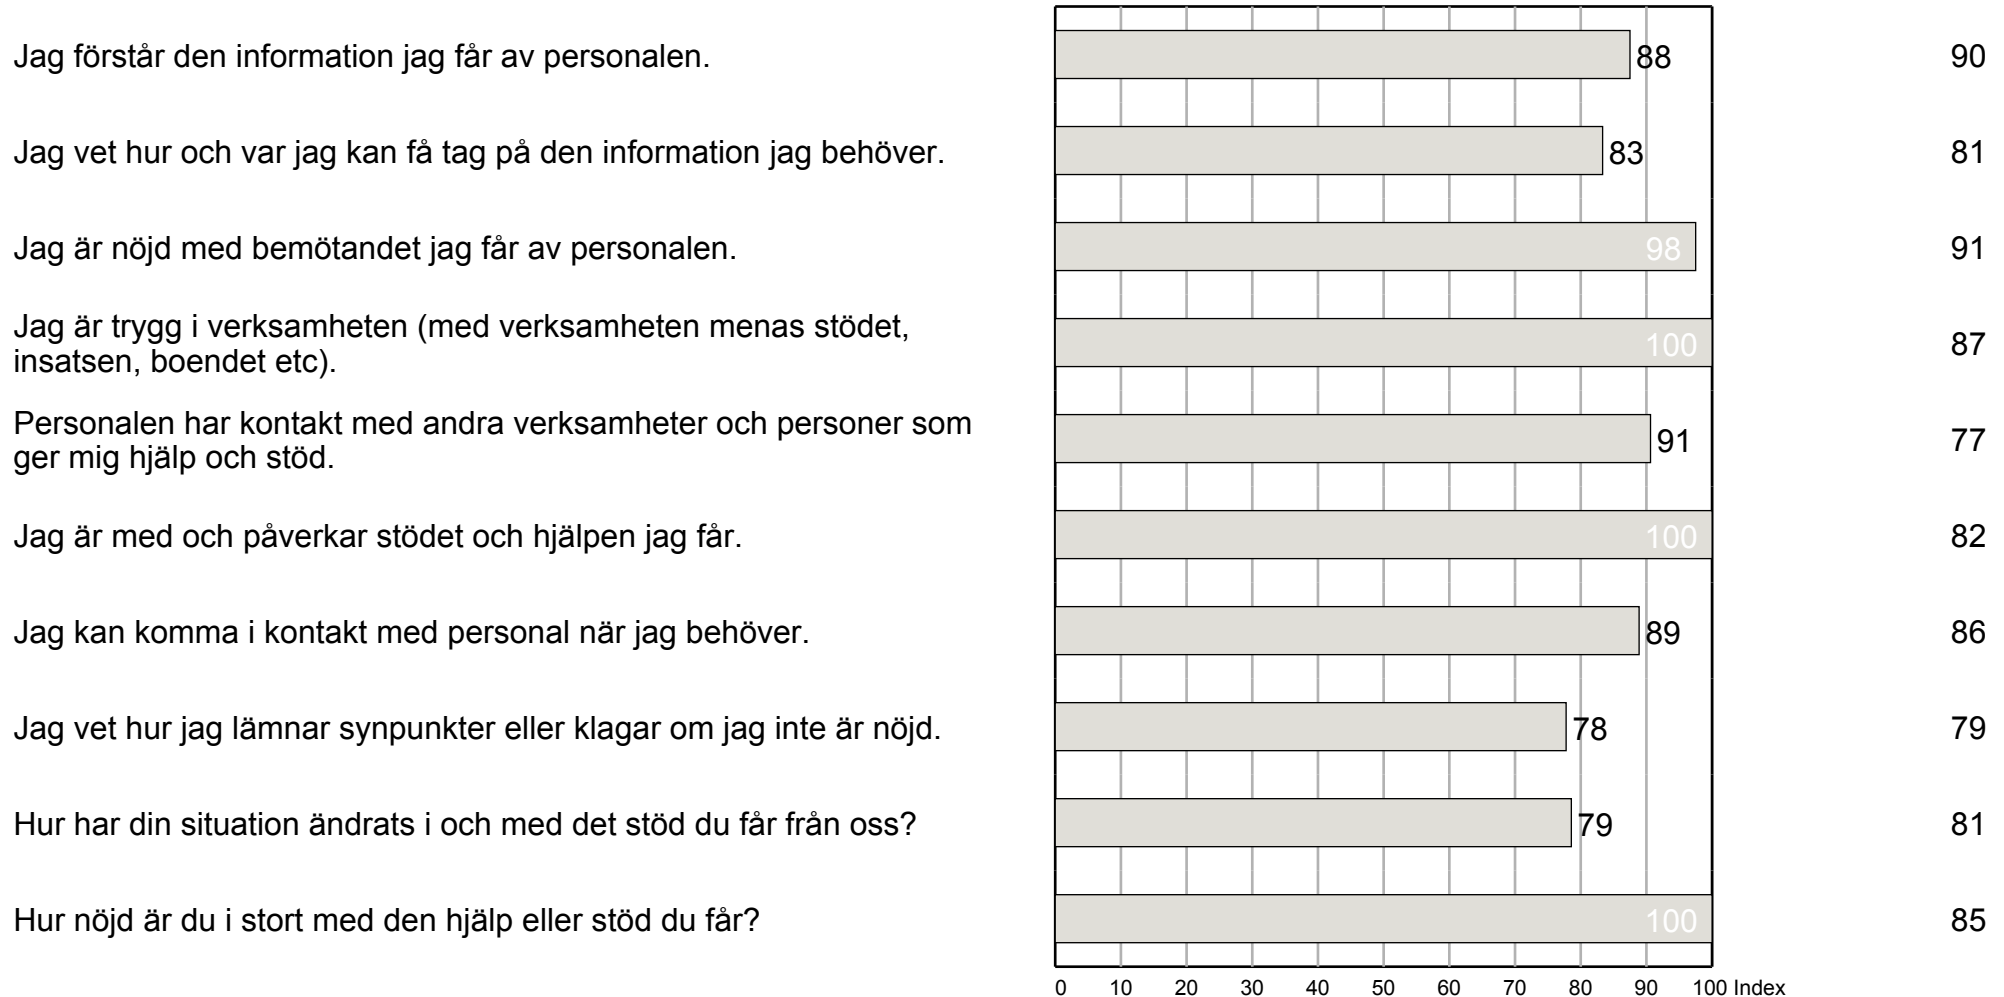 Jag förstår den information jag får av personalen.
88
90
Jag vet hur och var jag kan få tag på den information jag behöver.
83
81
Jag är nöjd med bemötandet jag får av personalen.
98
91
Jag är trygg i verksamheten (med verksamheten menas stödet,
insatsen, boendet etc).
100
87
Personalen har kontakt med andra verksamheter och personer som
ger mig hjälp och stöd.
91
77
Jag är med och påverkar stödet och hjälpen jag får.
100
82
Jag kan komma i kontakt med personal när jag behöver.
89
86
Jag vet hur jag lämnar synpunkter eller klagar om jag inte är nöjd.
78
79
Hur har din situation ändrats i och med det stöd du får från oss?
79
81
Hur nöjd är du i stort med den hjälp eller stöd du får?
100
85
0 10 20 30 40 50 60 70 80 90 100 Index